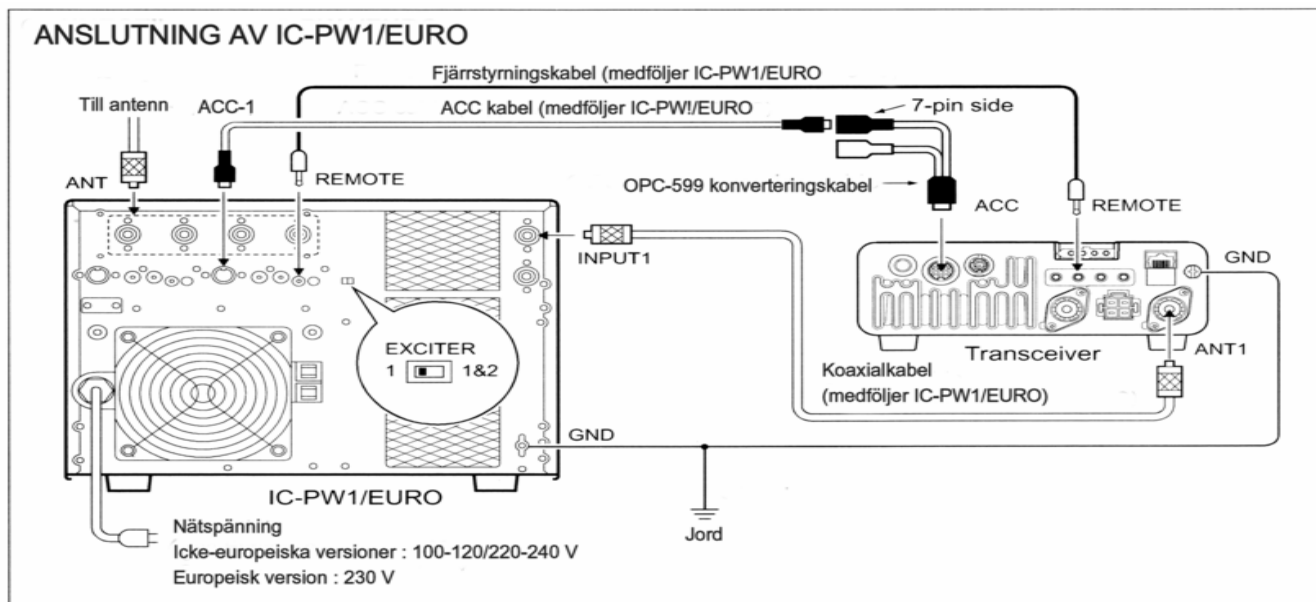 ANSLUTNING AV IC-PW1/EURO
Fjärrstyrningskabel (medföljer IC-PW1/EURO
Till antenn
ACC-1
ACC kabel (medföljer IC-PW!/EURO
7-pin side
ANT
REMOTE
OPC-599 konverteringskabel
ACC
REMOTE
INPUT1
GND
EXCITER
1
1&2
Transceiver
ANT1
Koaxialkabel
(medföljer IC-PW1/EURO)
GND
IC-PW1/EURO
Jord
Nätspänning
Icke-europeiska versioner : 100-120/220-240 V
Europeisk version : 230 V